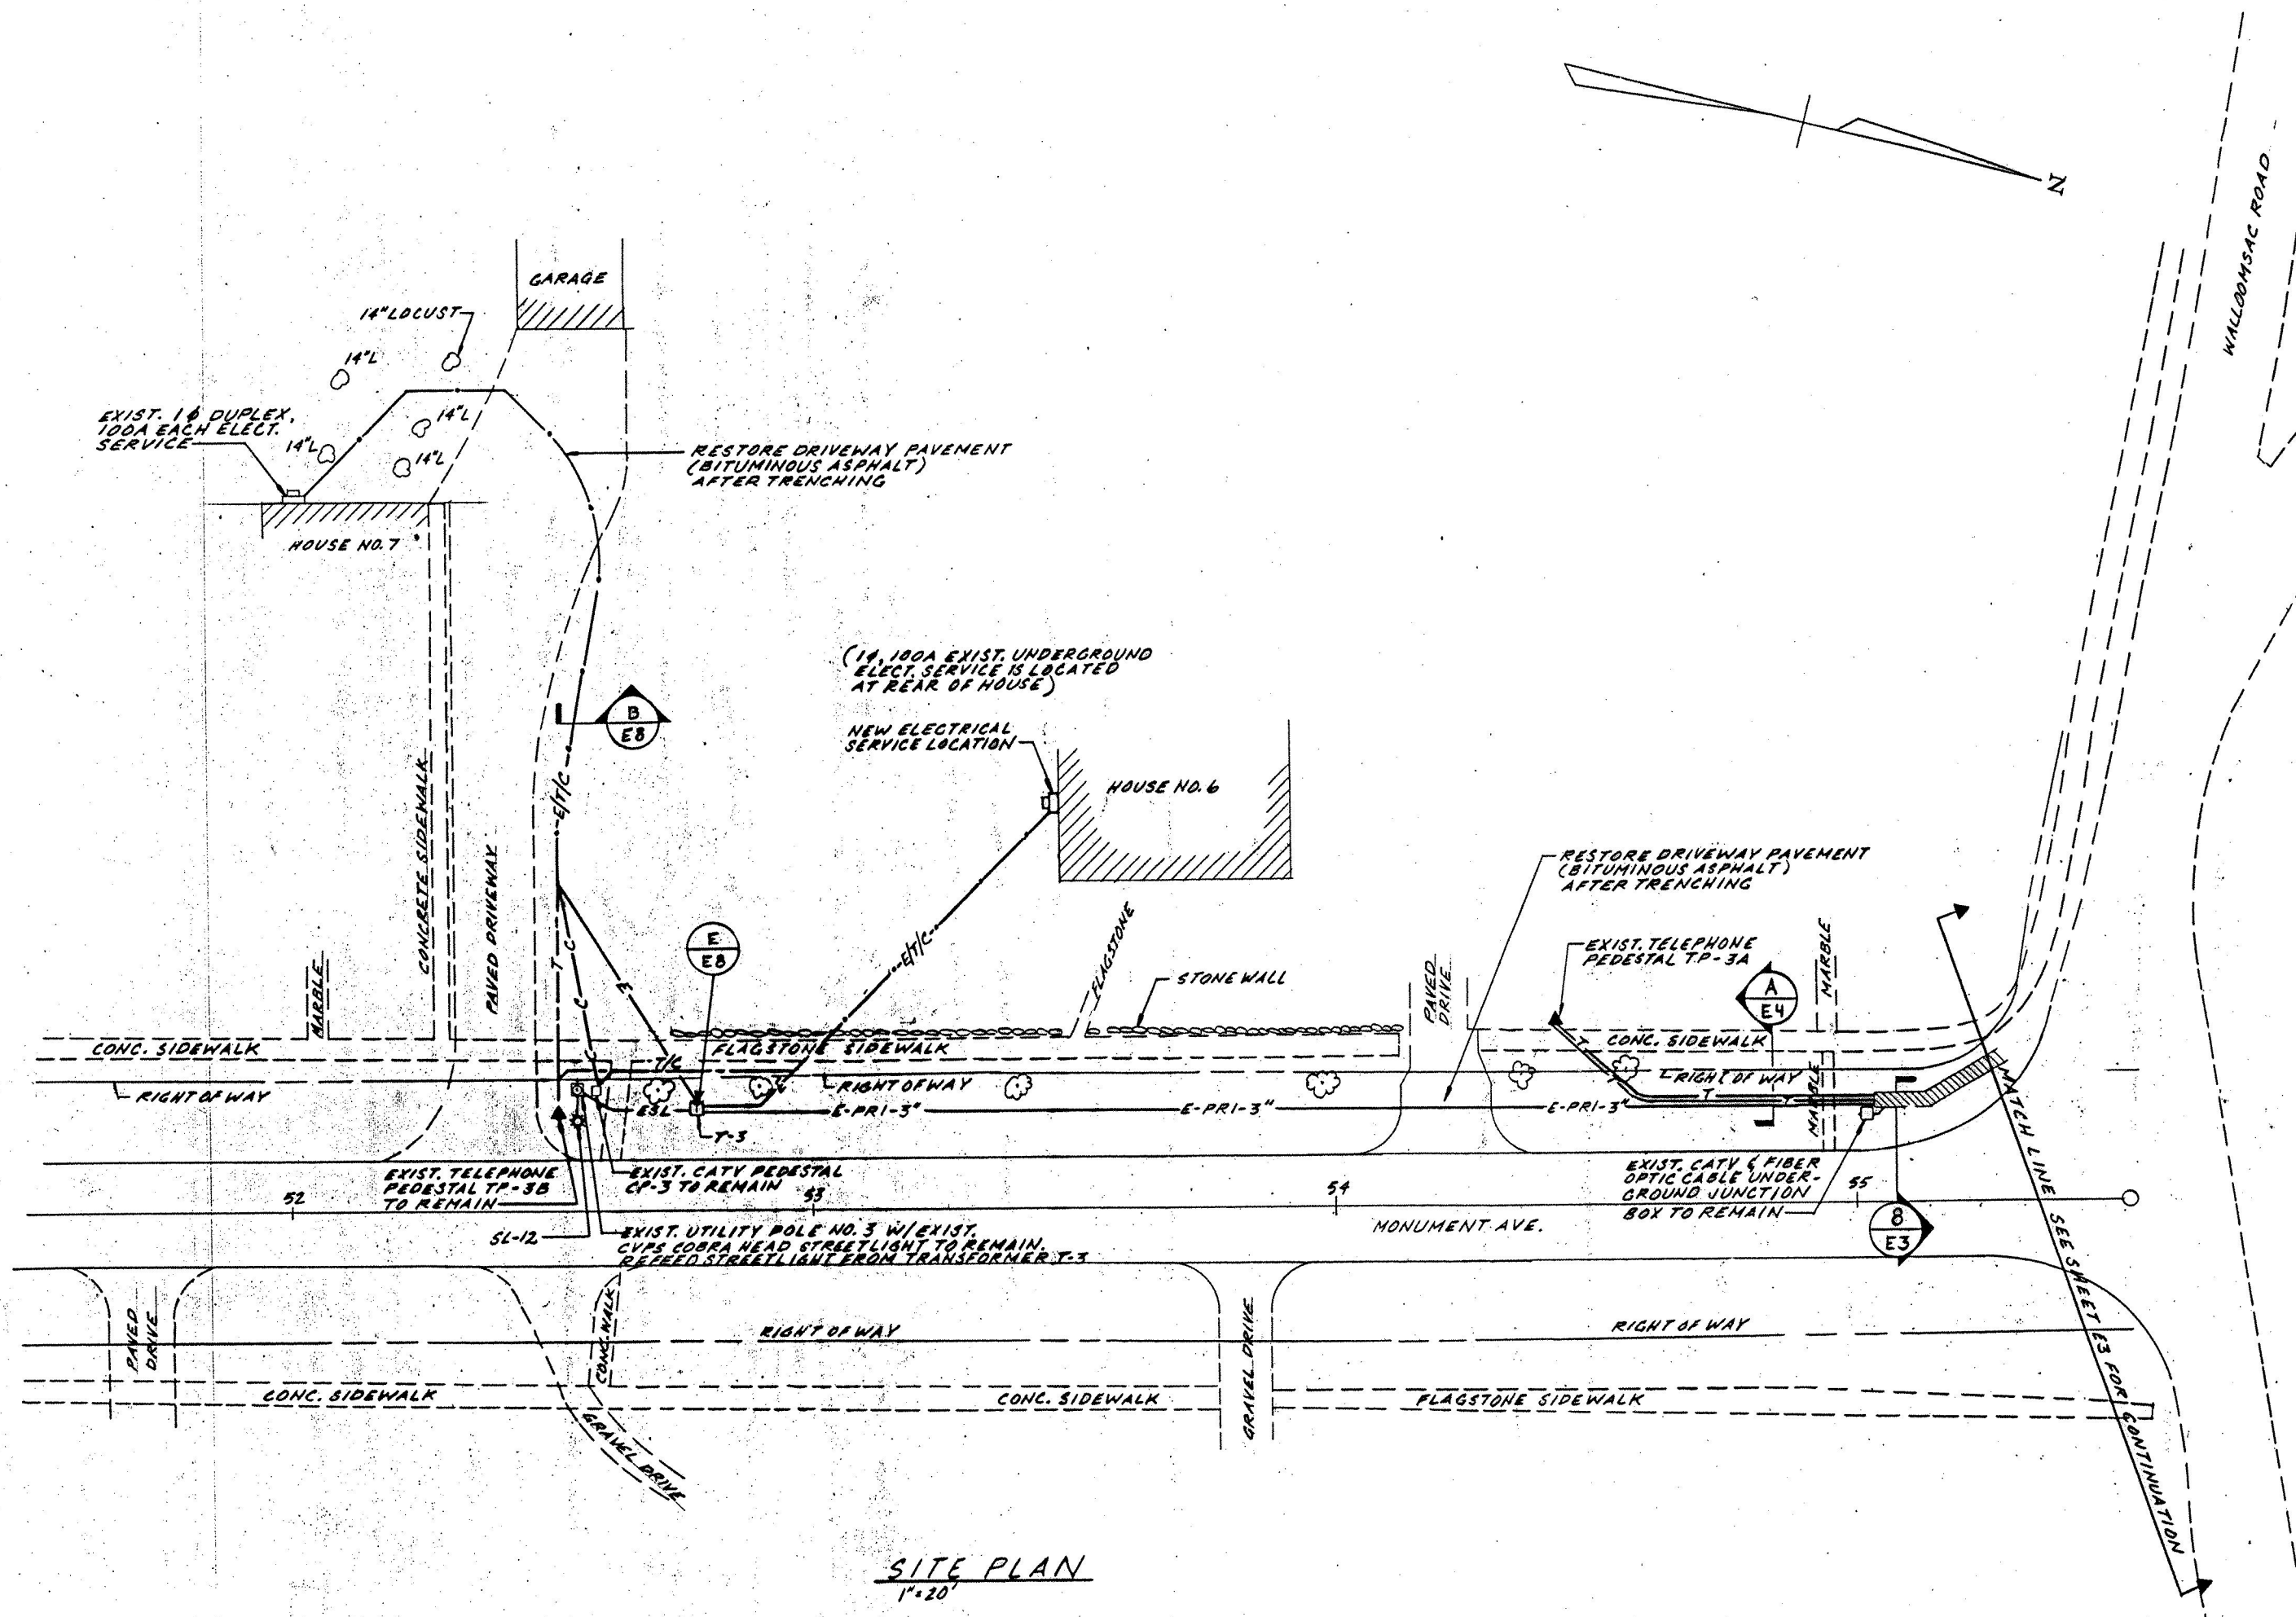 N
WALLOOMSAC ROAD
GARAGE
14"LOCUST
14"L
14"L
14"L
14"L
EXIST. 1ϕ DUPLEX,
100A EACH ELECT.
SERVICE
RESTORE DRIVEWAY PAVEMENT
(BITUMINOUS ASPHALT)
AFTER TRENCHING
HOUSE NO. 7
(1ϕ, 100A EXIST. UNDERGROUND
ELECT. SERVICE IS LOCATED
AT REAR OF HOUSE)
B
E8
NEW ELECTRICAL
SERVICE LOCATION
HOUSE NO. 6
E/T/C
CONCRETE SIDEWALK
PAVED DRIVEWAY
RESTORE DRIVEWAY PAVEMENT
(BITUMINOUS ASPHALT)
AFTER TRENCHING
E
E8
E/T/C
FLAGSTONE
STONE WALL
EXIST. TELEPHONE
PEDESTAL TP-3A
PAVED
DRIVE
A
E4
MARBLE
MARBLE
T
C
C
3
CONC. SIDEWALK
FLAGSTONE SIDEWALK
T/C
CONC. SIDEWALK
T
RIGHT OF WAY
RIGHT OF WAY
RIGHT OF WAY
ESL
E-PRI-3"
E-PRI-3"
E-PRI-3"
T
T
MARBLE
T-3
EXIST. TELEPHONE
PEDESTAL TP-3B
TO REMAIN
EXIST. CATV PEDESTAL
CP-3 TO REMAIN
EXIST. CATV & FIBER
OPTIC CABLE UNDER-
GROUND JUNCTION
BOX TO REMAIN
52
53
54
55
MONUMENT AVE.
8
E3
SL-12
EXIST. UTILITY POLE NO. 3 W/EXIST.
CVPS COBRA HEAD STREETLIGHT TO REMAIN.
REFEED STREETLIGHT FROM TRANSFORMER T-3
MATCH LINE SEE SHEET E3 FOR CONTINUATION
PAVED
DRIVE
CONC. WALK
RIGHT OF WAY
GRAVEL DRIVE
RIGHT OF WAY
CONC. SIDEWALK
CONC. SIDEWALK
FLAGSTONE SIDEWALK
GRAVEL DRIVE
SITE PLAN
1"=20'